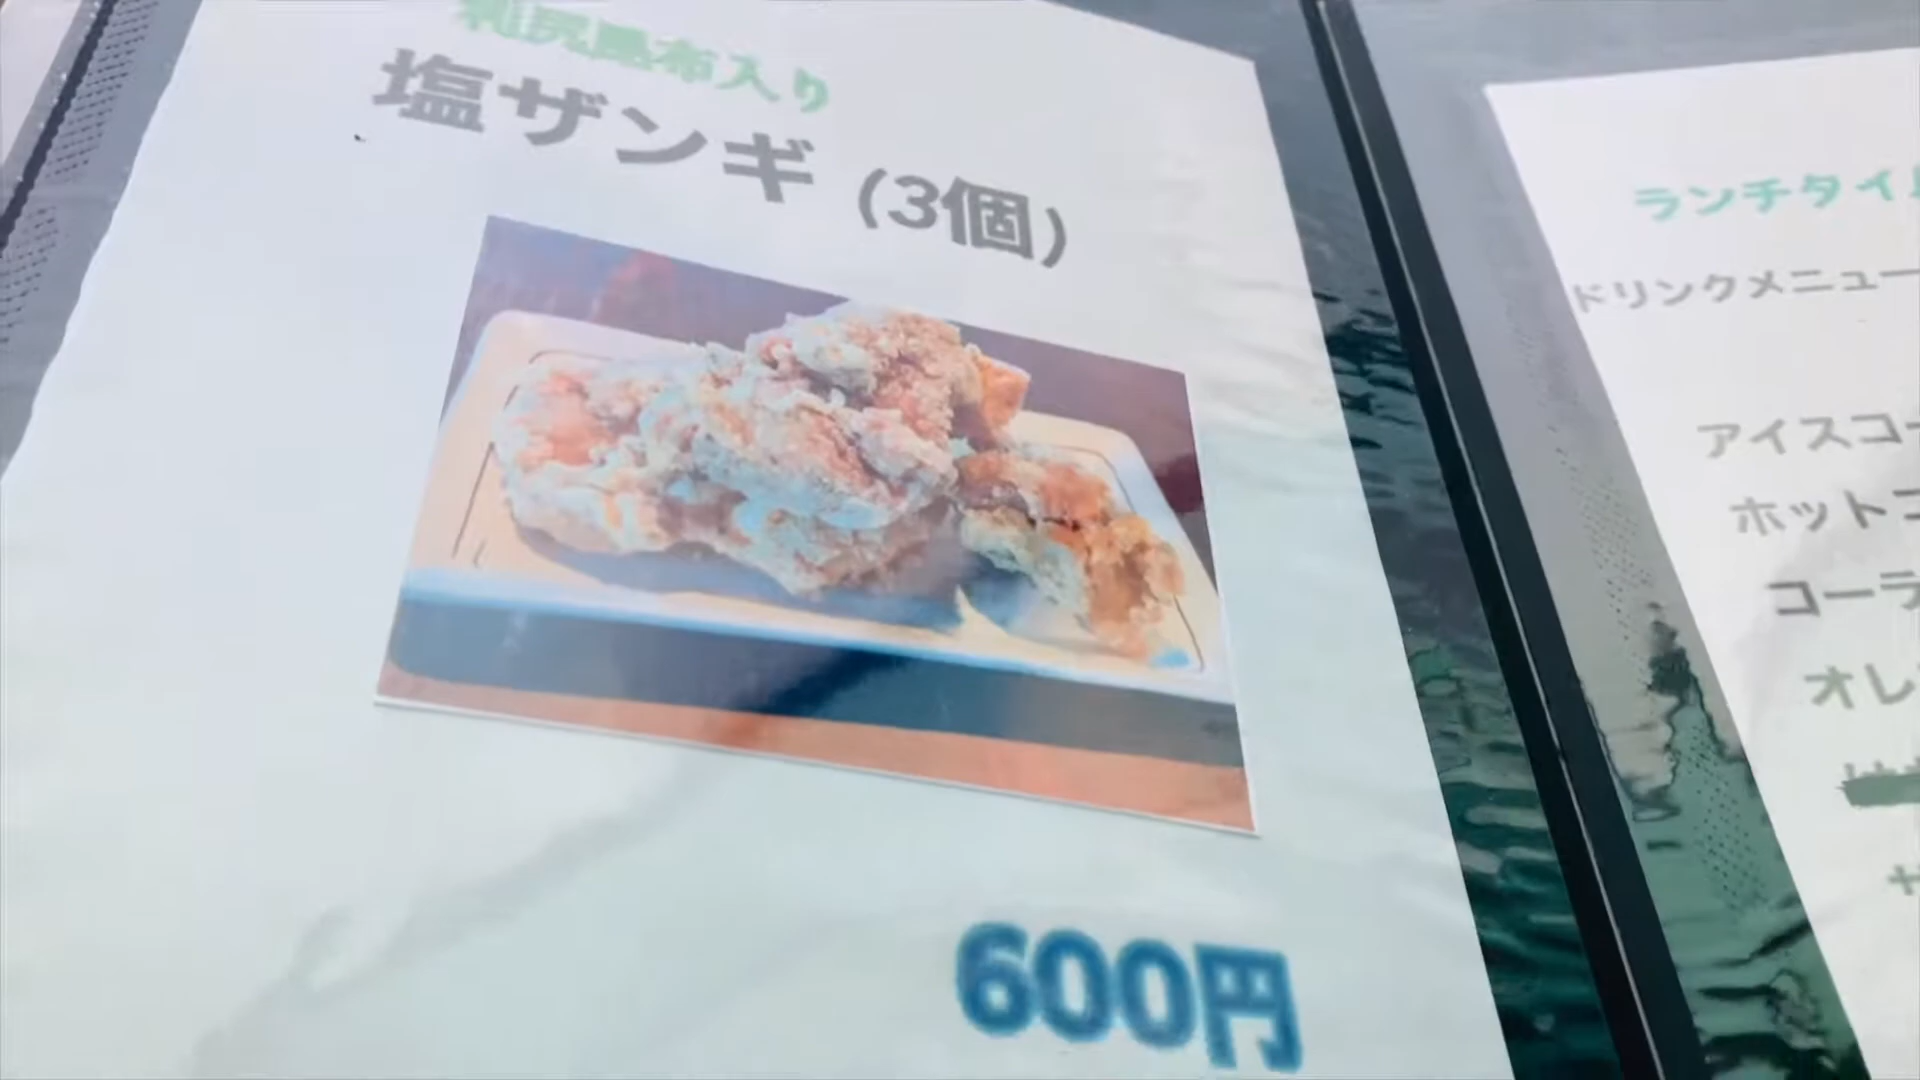 利尻昆布入り
塩ザンギ (3個)
600円
ランチタイ
ドリンクメニュー
アイスコー
ホットコ
コーラ
オレ